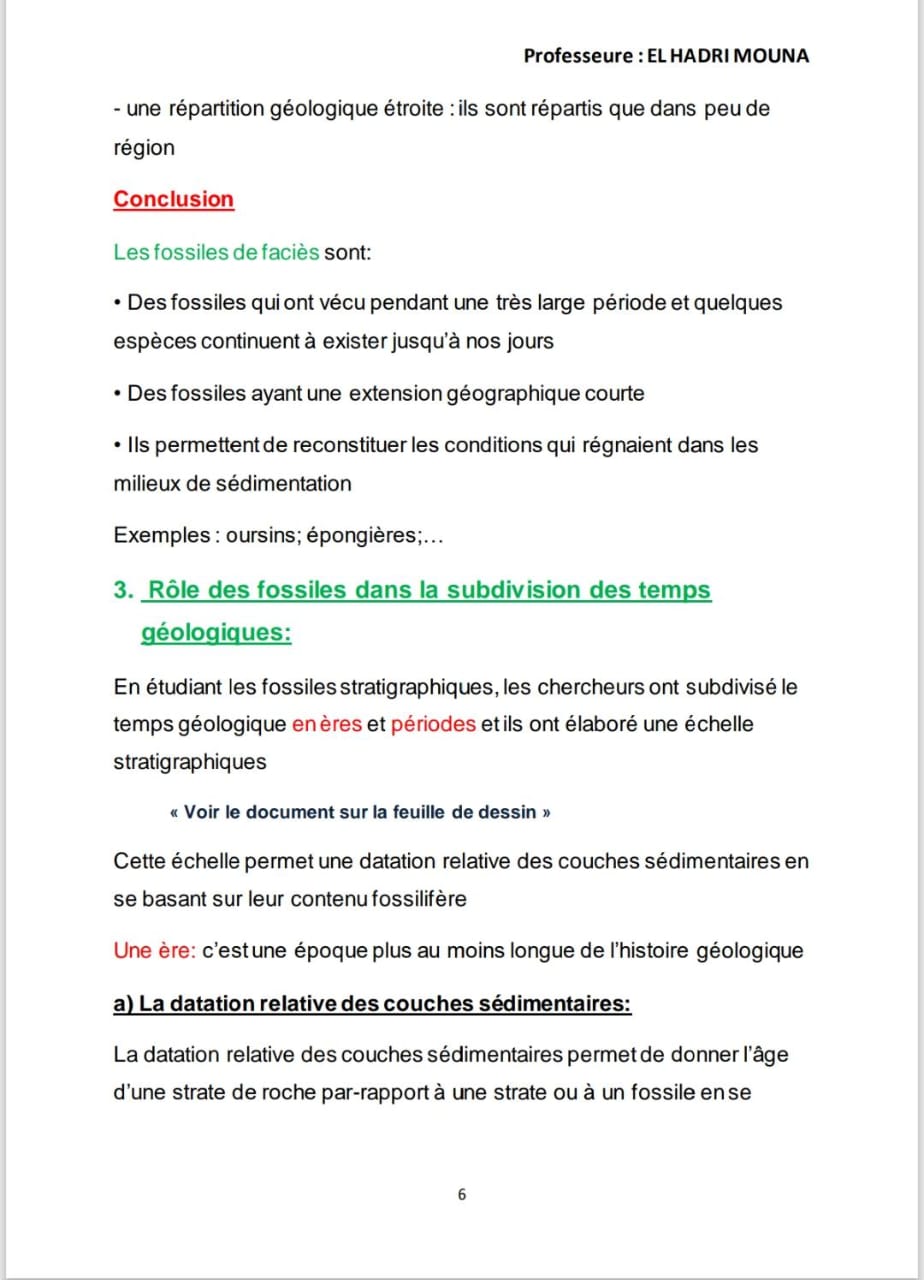 Professeure : EL HADRI MOUNA
- une répartition géologique étroite : ils sont répartis que dans peu de
région
Conclusion
Les fossiles de faciès sont:
• Des fossiles qui ont vécu pendant une très large période et quelques
espèces continuent à exister jusqu'à nos jours
• Des fossiles ayant une extension géographique courte
• Ils permettent de reconstituer les conditions qui régnaient dans les
milieux de sédimentation
Exemples : oursins; épongières;…
3. Rôle des fossiles dans la subdivision des temps
géologiques:
En étudiant les fossiles stratigraphiques, les chercheurs ont subdivisé le
temps géologique en ères et périodes et ils ont élaboré une échelle
stratigraphiques
« Voir le document sur la feuille de dessin »
Cette échelle permet une datation relative des couches sédimentaires en
se basant sur leur contenu fossilifère
Une ère: c'est une époque plus au moins longue de l'histoire géologique
a) La datation relative des couches sédimentaires:
La datation relative des couches sédimentaires permet de donner l'âge
d'une strate de roche par-rapport à une strate ou à un fossile en se
6